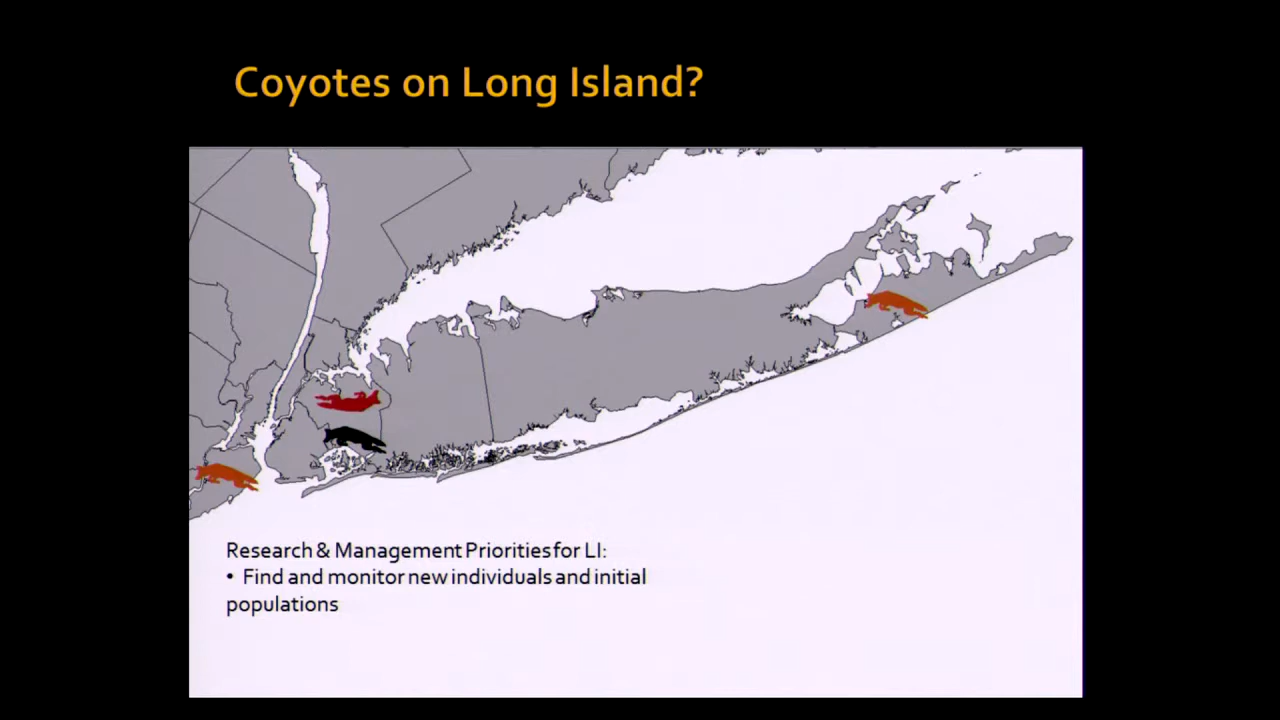 Coyotes on Long Island?
Research & Management Priorities for LI:
• Find and monitor new individuals and initial
populations